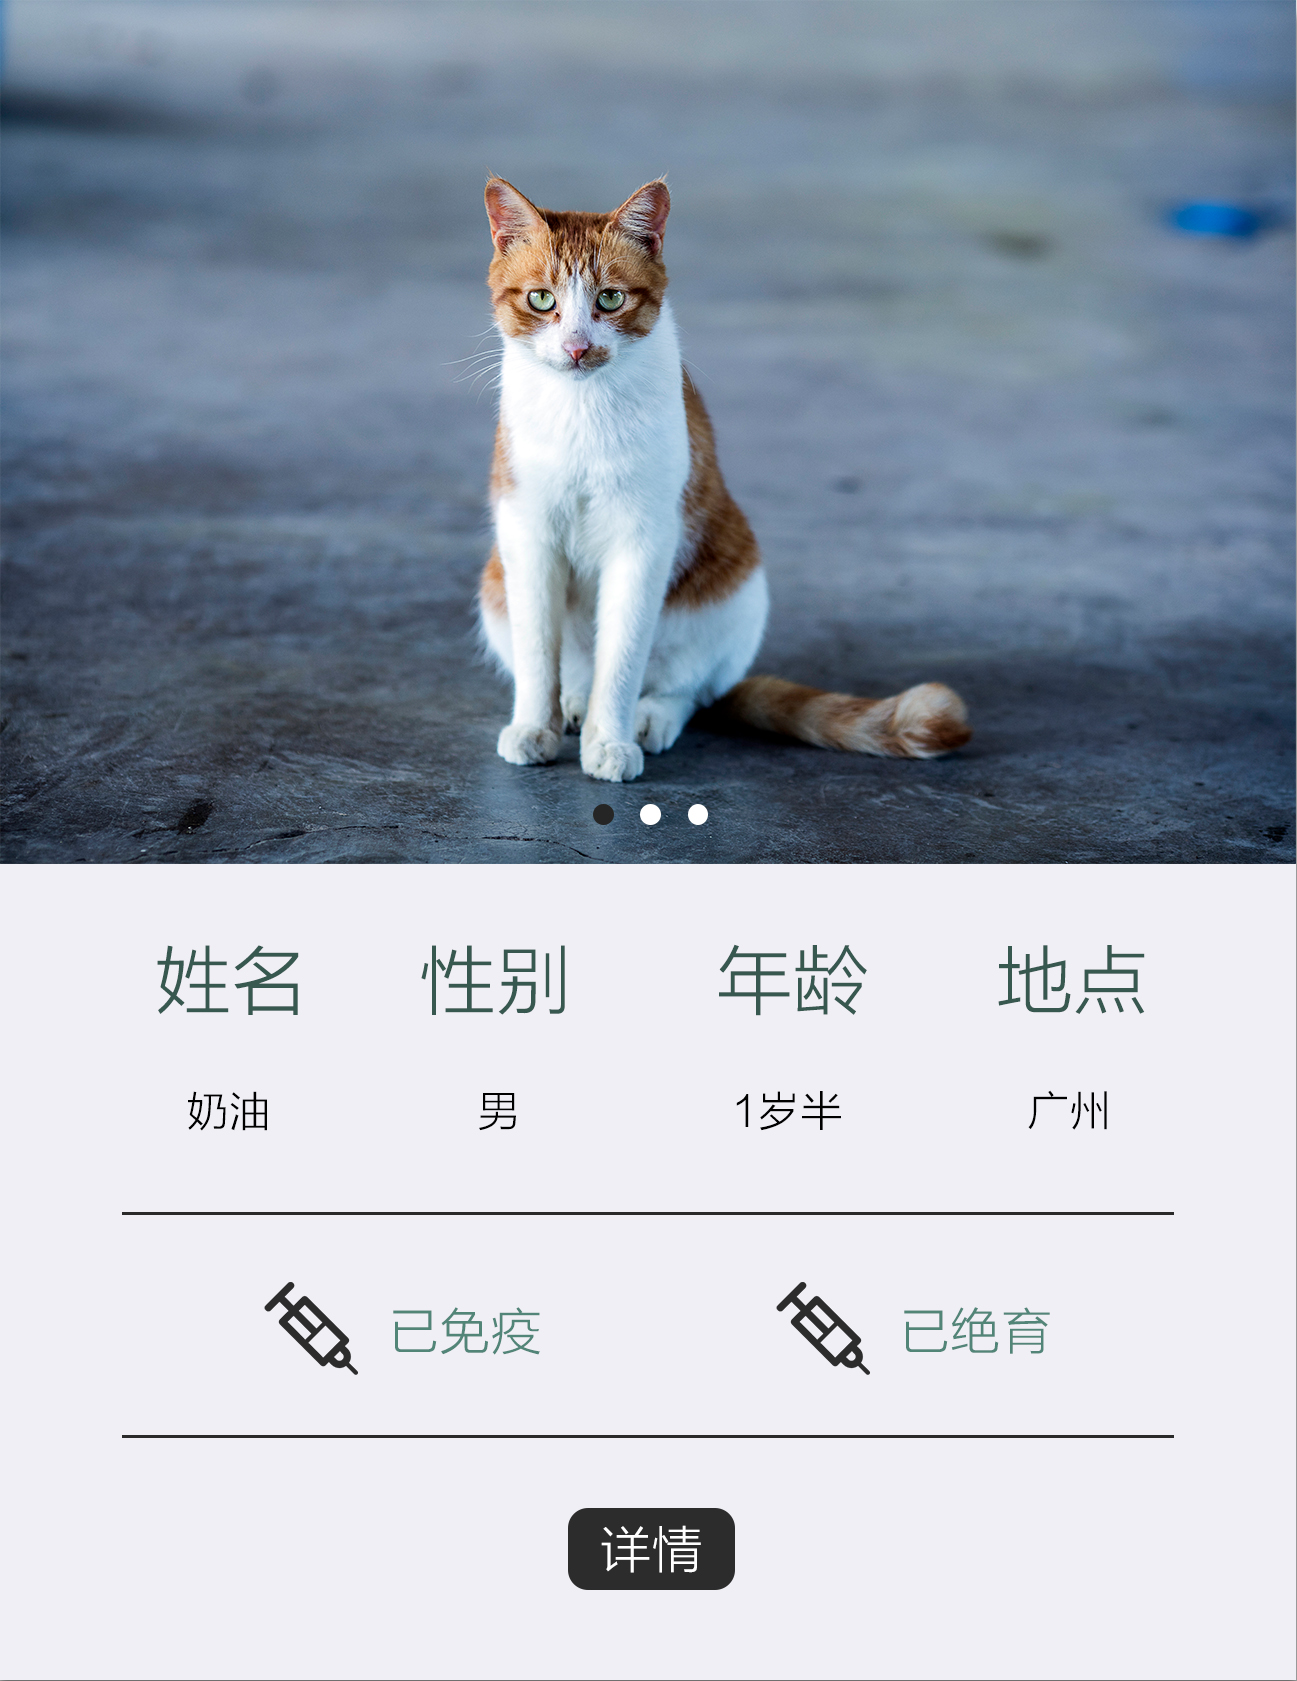 姓名 性别 年龄 地点
奶油 男 1岁半 广州
已免疫 已绝育
详情